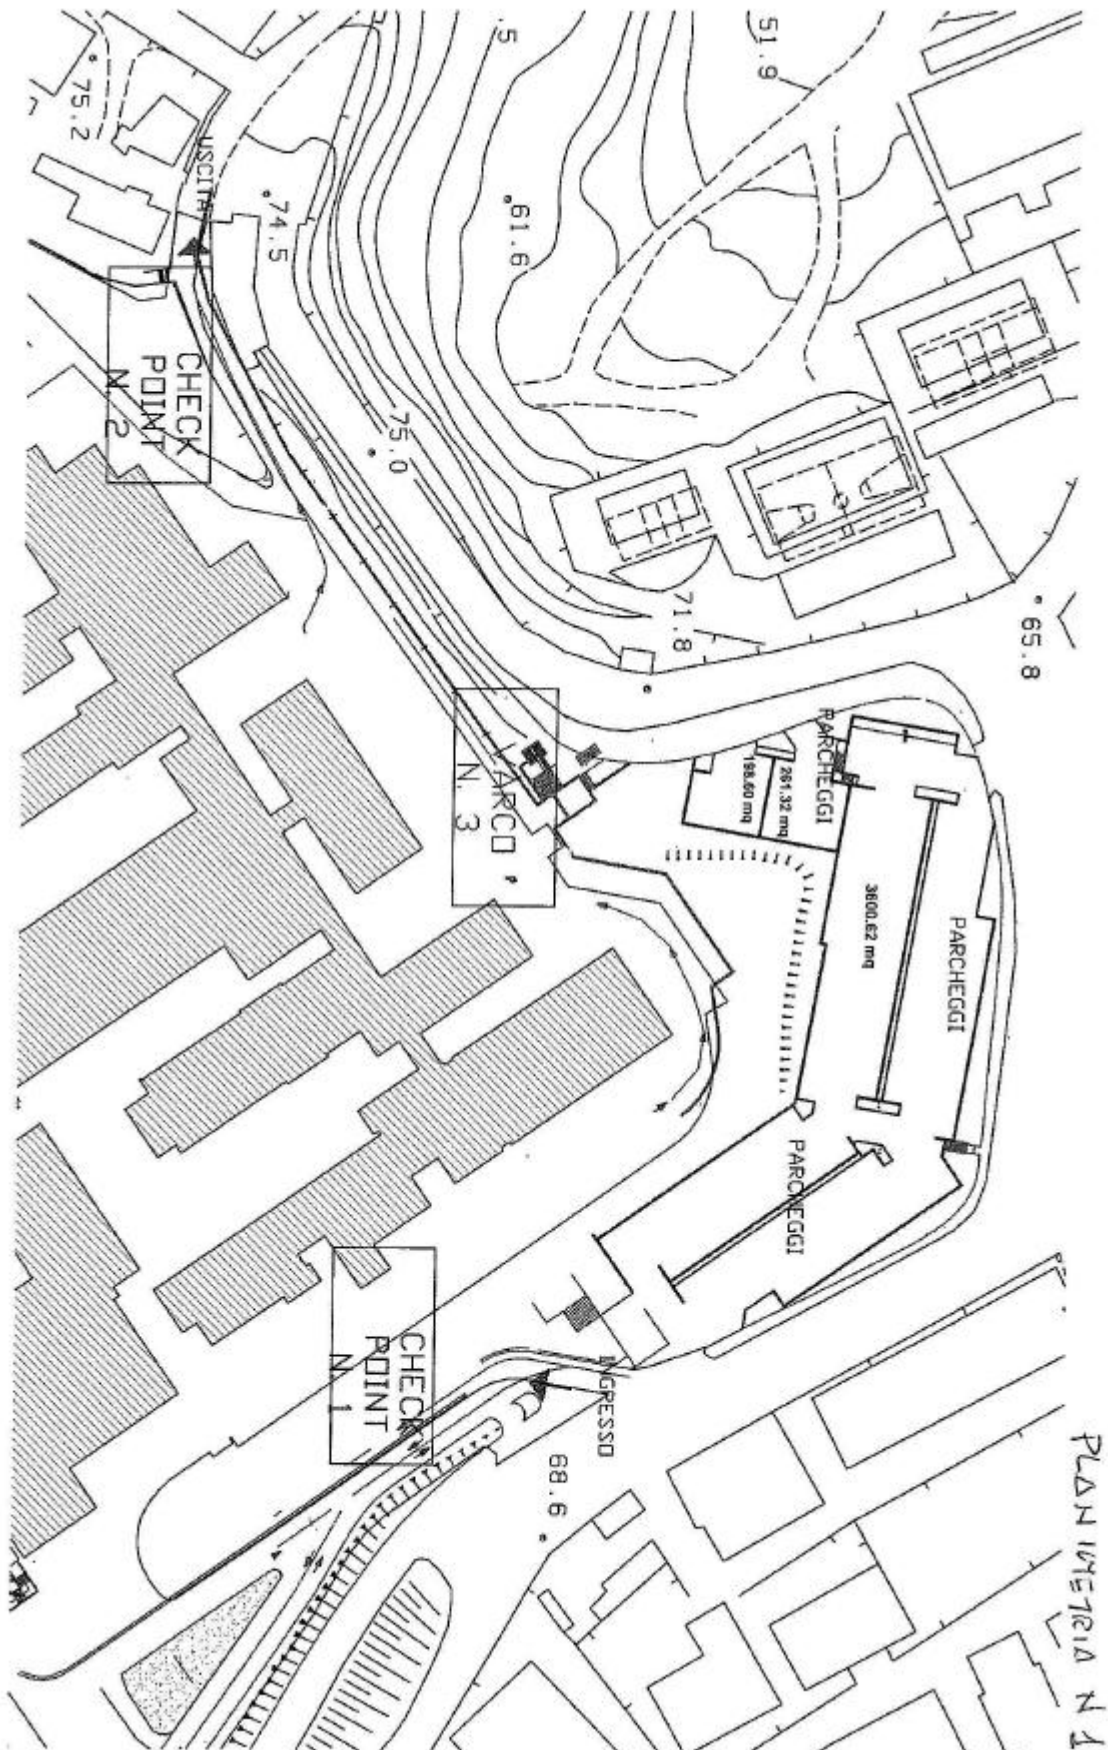 PLANIMETRIA N 1
65.8
PARCHEGGI
3600.62 mq
PARCHEGGI
PARCHEGGI
261.32 mq
198.60 mq
51.9
71.8
INGRESSO
68.6
61.6
.5
VARCO
N. 3
75.0
CHECK
POINT
N. 1
74.5
USCITA
CHECK
POINT
N. 2
75.2